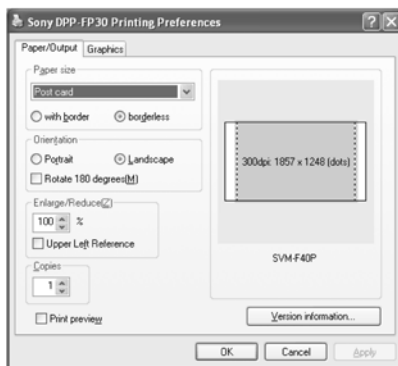 Sony DPP-FP30 Printing Preferences
Paper/Output Graphics
Paper size
Post card
with border borderless
Orientation
Portrait Landscape
Rotate 180 degrees(M)
Enlarge/Reduce(Z)
100 %
Upper Left Reference
Copies
1
Print preview
300dpi: 1857 x 1248 (dots)
SVM-F40P
Version information...
OK Cancel Apply